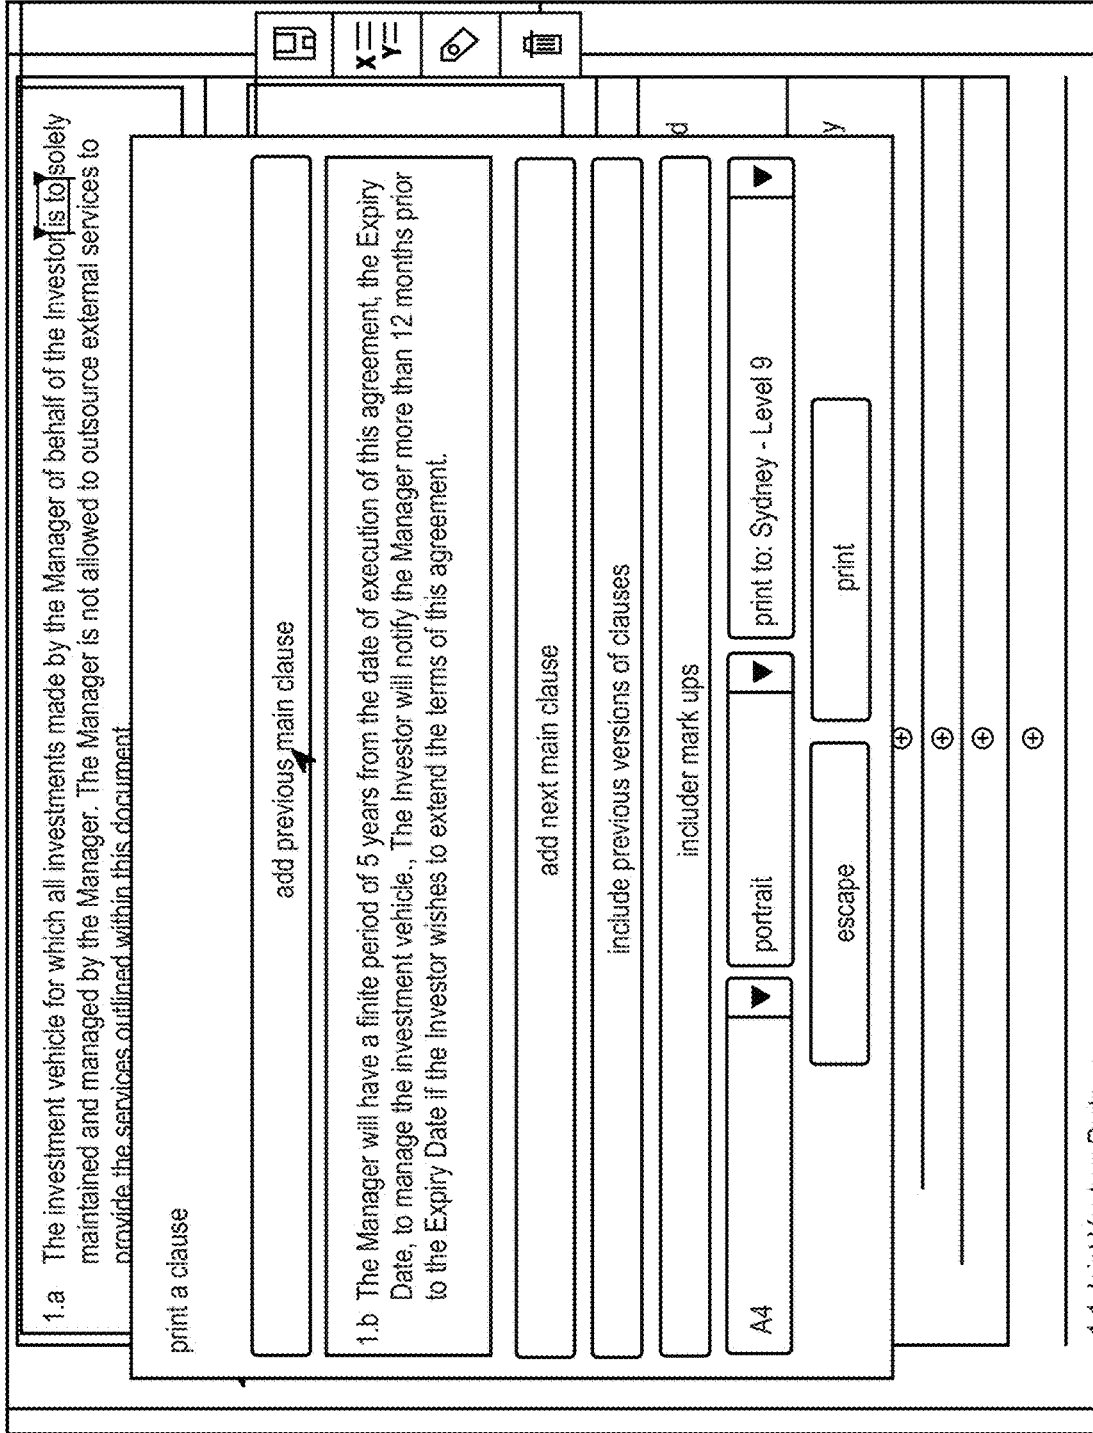 1.a The investment vehicle for which all investments made by the Manager of behalf of the Investor is to solely
maintained and managed by the Manager. The Manager is not allowed to outsource external services to
provide the services outlined within this document
X
Y
d
y
print a clause
add previous main clause
1.b The Manager will have a finite period of 5 years from the date of execution of this agreement, the Expiry
Date, to manage the investment vehicle., The Investor will notify the Manager more than 12 months prior
to the Expiry Date if the Investor wishes to extend the terms of this agreement.
add next main clause
include previous versions of clauses
includer mark ups
A4
portrait
print to: Sydney - Level 9
escape
print